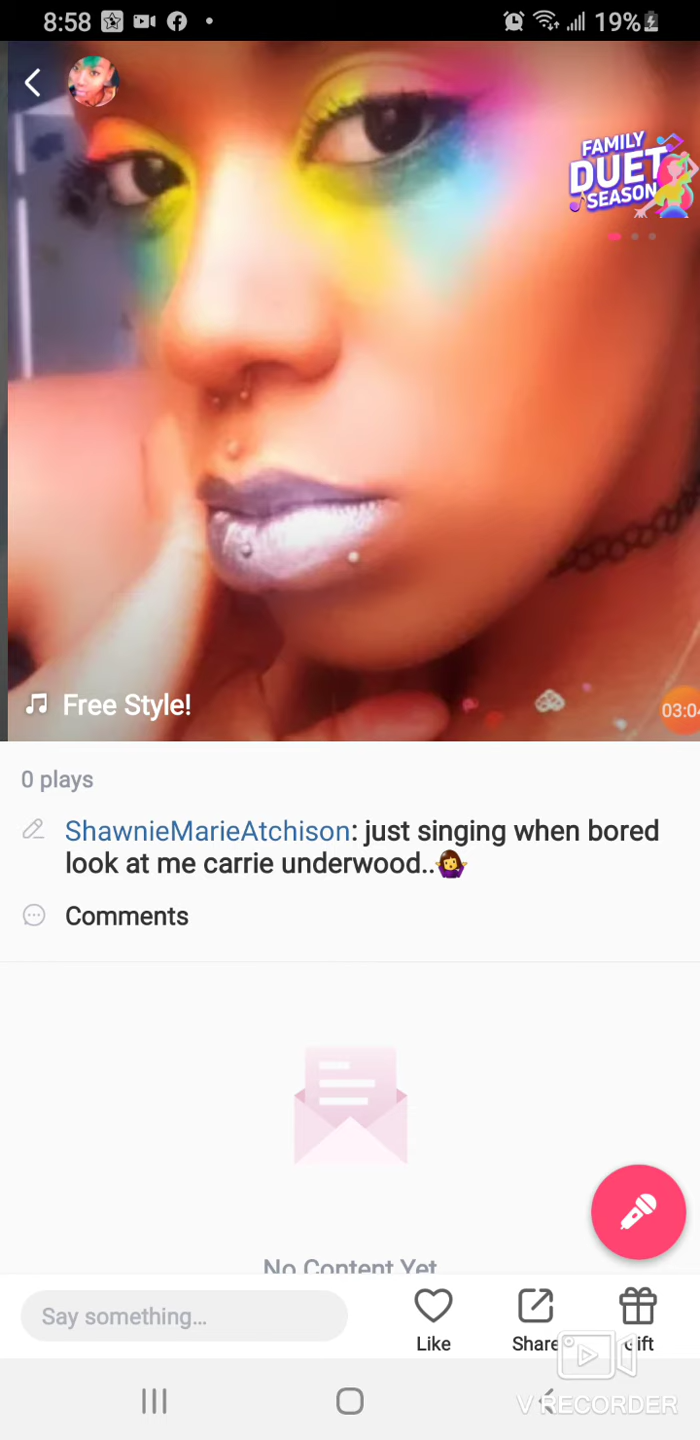 8:58
19%
FAMILY
DUET
SEASON
Free Style!
03:04
0 plays
ShawnieMarieAtchison: just singing when bored
look at me carrie underwood..🤷‍♀️
Comments
No Content Yet
Say something...
Like
Share
Gift
V RECORDER